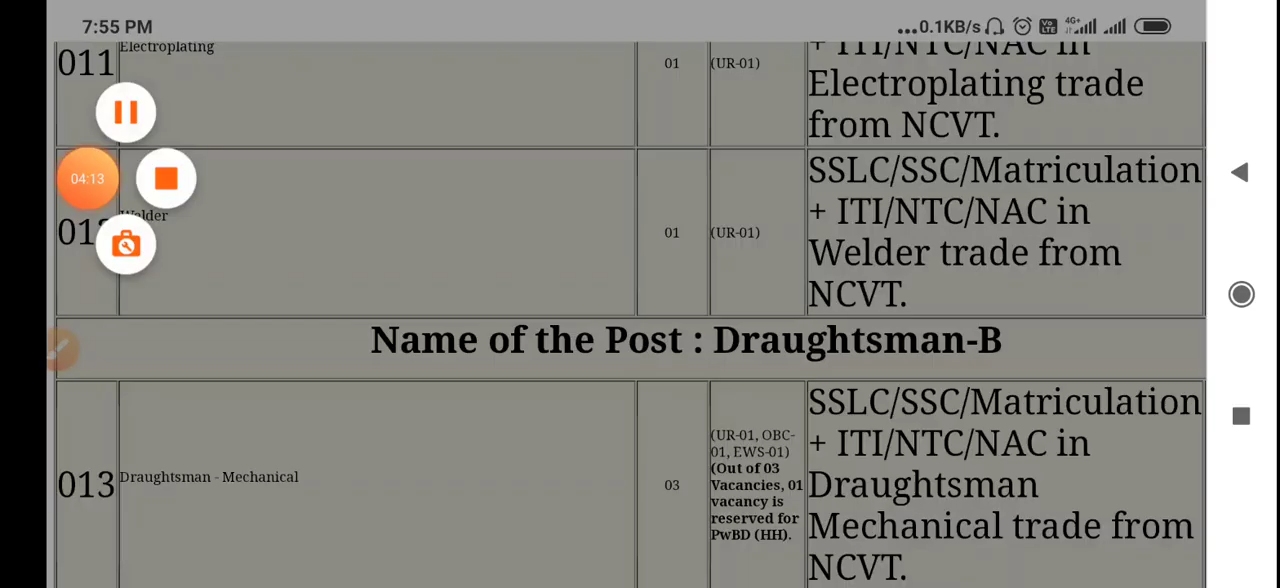 7:55 PM
...0.1KB/s
Vo
LTE
4G+
Electroplating
011
01
(UR-01)
+ ITI/NTC/NAC in
Electroplating trade
from NCVT.
04:13
Welder
01
(UR-01)
SSLC/SSC/Matriculation
+ ITI/NTC/NAC in
Welder trade from
NCVT.
Name of the Post : Draughtsman-B
013
Draughtsman - Mechanical
03
(UR-01, OBC-
01, EWS-01)
(Out of 03
Vacancies, 01
vacancy is
reserved for
PwBD (HH).
SSLC/SSC/Matriculation
+ ITI/NTC/NAC in
Draughtsman
Mechanical trade from
NCVT.